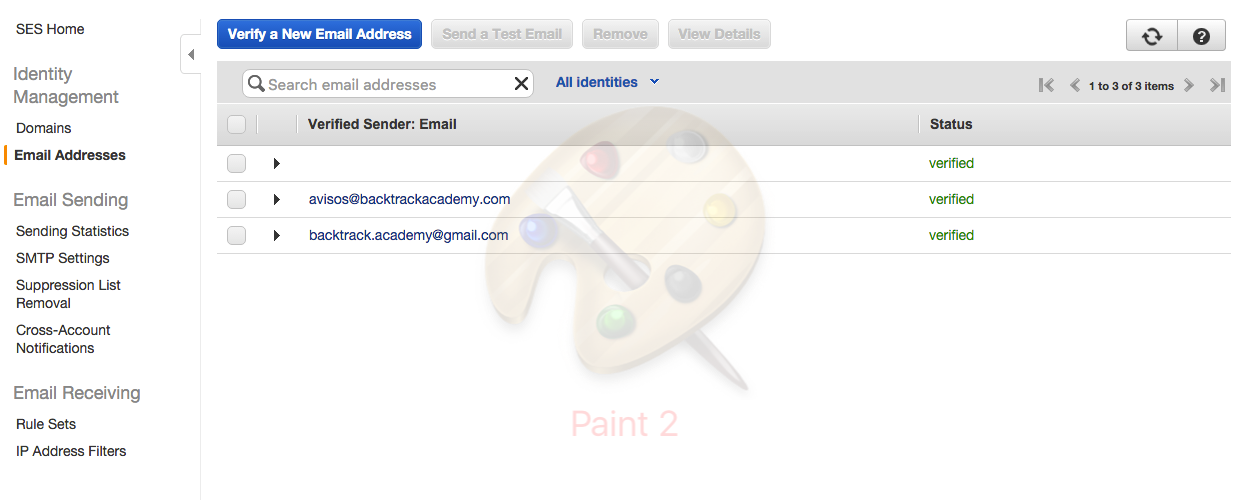 SES Home
Identity
Management
Domains
Email Addresses
Email Sending
Sending Statistics
SMTP Settings
Suppression List
Removal
Cross-Account
Notifications
Email Receiving
Rule Sets
IP Address Filters
Verify a New Email Address
Send a Test Email
Remove
View Details
Search email addresses
All identities
1 to 3 of 3 items
Verified Sender: Email
Status
verified
avisos@backtrackacademy.com
verified
backtrack.academy@gmail.com
verified
Paint 2